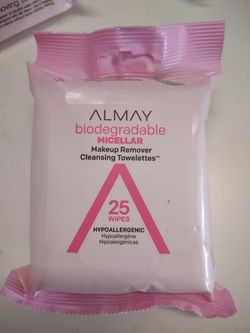 ALMAY
biodegradable
MICELLAR
Makeup Remover
Cleansing Towelettes™
25
WIPES
HYPOALLERGENIC
Hypoallergène
Hipoalergénicas